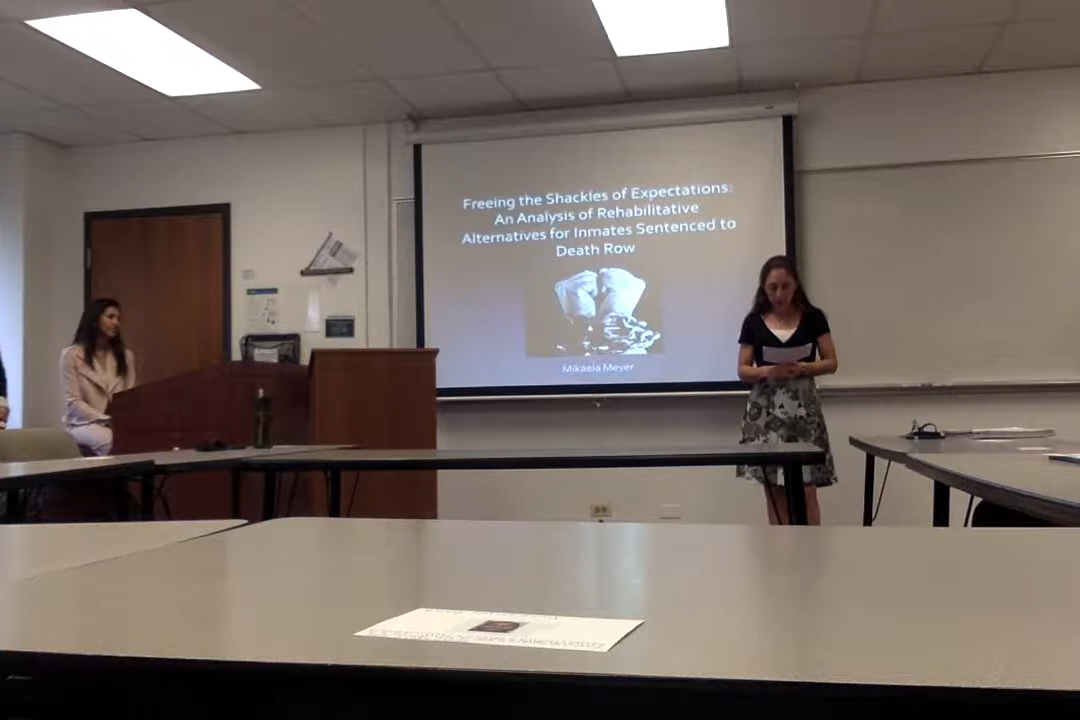 Freeing the Shackles of Expectations:
An Analysis of Rehabilitative
Alternatives for Inmates Sentenced to
Death Row
Mikaela Meyer